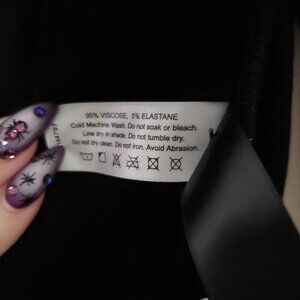 95% VISCOSE, 5% ELASTANE
Cold Machine Wash. Do not soak or bleach.
Line dry in shade. Do not tumble dry.
Do not dry clean. Do not iron. Avoid Abrasion.